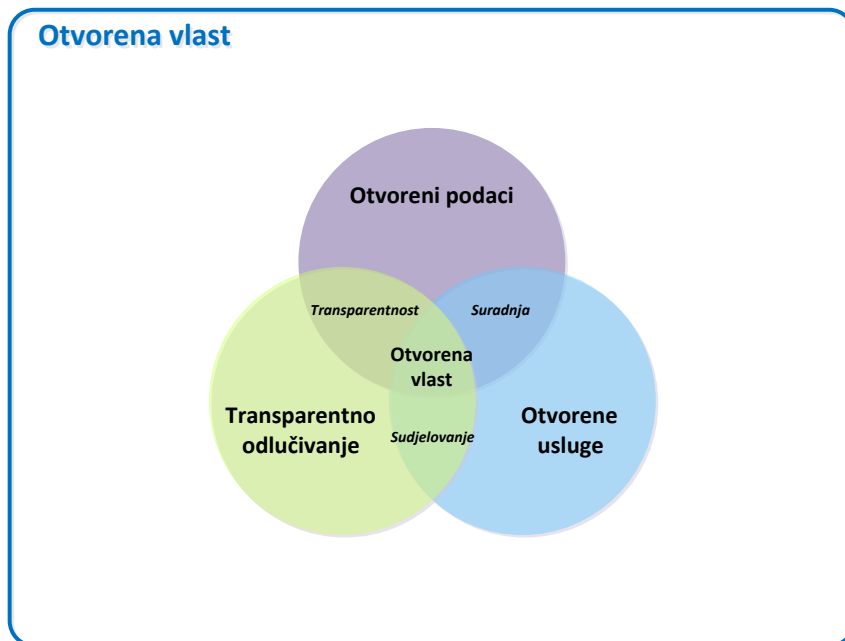 Otvorena vlast
Otvoreni podaci
Transparentnost
Suradnja
Otvorena
vlast
Transparentno
odlučivanje
Sudjelovanje
Otvorene
usluge